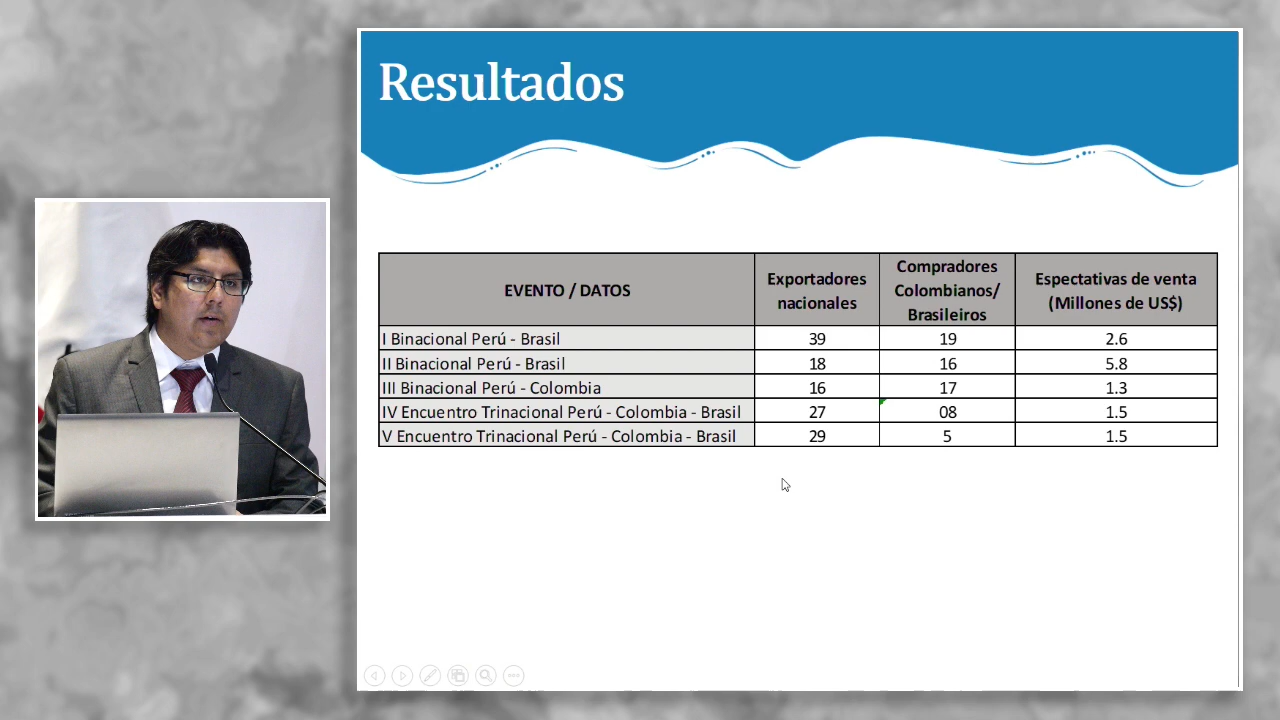 Resultados
EVENTO / DATOS
Exportadores
nacionales
Compradores
Colombianos/
Brasileiros
Espectativas de venta
(Millones de US$)
I Binacional Perú - Brasil 39 19 2.6
II Binacional Perú - Brasil 18 16 5.8
III Binacional Perú - Colombia 16 17 1.3
IV Encuentro Trinacional Perú - Colombia - Brasil 27 08 1.5
V Encuentro Trinacional Perú - Colombia - Brasil 29 5 1.5